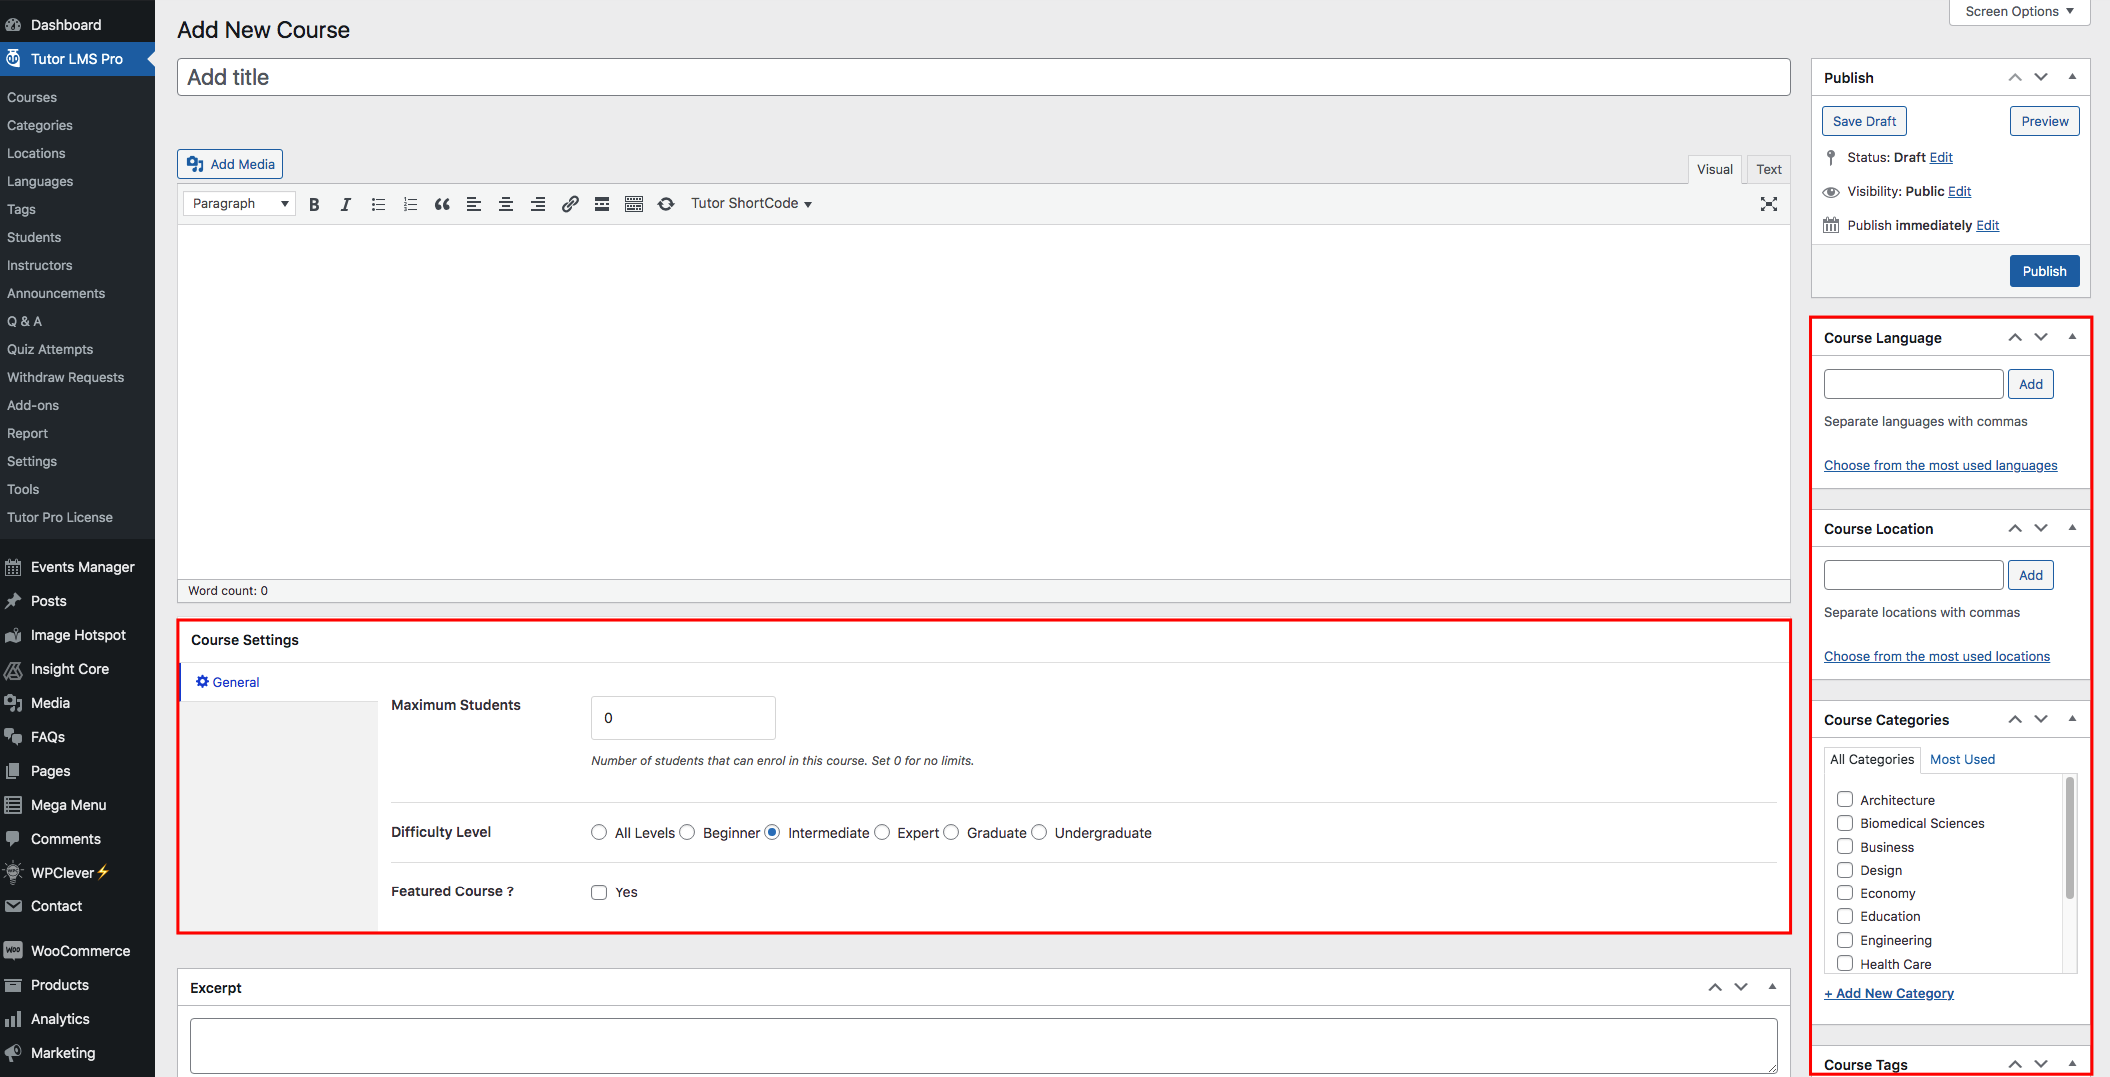 Dashboard
Tutor LMS Pro
Courses
Categories
Locations
Languages
Tags
Students
Instructors
Announcements
Q & A
Quiz Attempts
Withdraw Requests
Add-ons
Report
Settings
Tools
Tutor Pro License
Events Manager
Posts
Image Hotspot
Insight Core
Media
FAQs
Pages
Mega Menu
Comments
WPClever⚡
Contact
WooCommerce
Products
Analytics
Marketing
Screen Options
Add New Course
Add title
Add Media
Visual Text
Paragraph
Tutor ShortCode
Word count: 0
Course Settings
General
Maximum Students
0
Number of students that can enrol in this course. Set 0 for no limits.
Difficulty Level
All Levels Beginner Intermediate Expert Graduate Undergraduate
Featured Course ?
Yes
Excerpt
Publish
Save Draft Preview
Status: Draft Edit
Visibility: Public Edit
Publish immediately Edit
Publish
Course Language
Add
Separate languages with commas
Choose from the most used languages
Course Location
Add
Separate locations with commas
Choose from the most used locations
Course Categories
All Categories Most Used
Architecture
Biomedical Sciences
Business
Design
Economy
Education
Engineering
Health Care
+ Add New Category
Course Tags